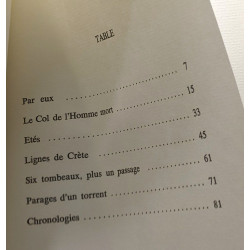 TABLE
Par eux ........ 7
Le Col de l'Homme mort ........ 15
Etés ........ 33
Lignes de Crète ........ 45
Six tombeaux, plus un passage ........ 61
Parages d'un torrent ........ 71
Chronologies ........ 81